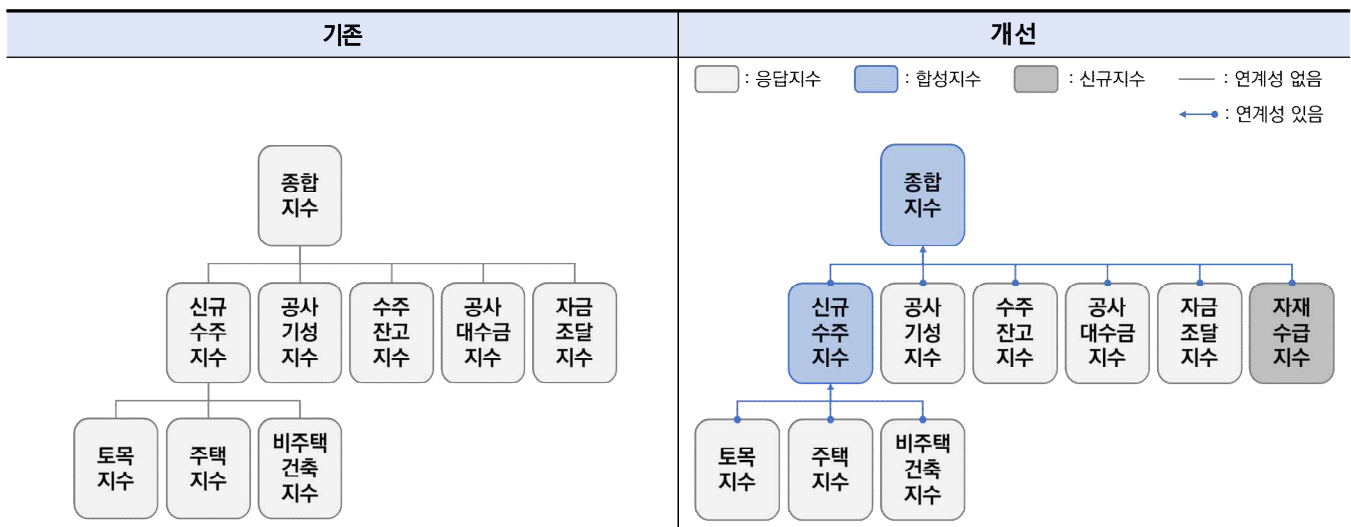 기존
개선
: 응답지수
: 합성지수
: 신규지수
: 연계성 없음
: 연계성 있음
종합
지수
신규
수주
지수
공사
기성
지수
수주
잔고
지수
공사
대수금
지수
자금
조달
지수
토목
지수
주택
지수
비주택
건축
지수
종합
지수
신규
수주
지수
공사
기성
지수
수주
잔고
지수
공사
대수금
지수
자금
조달
지수
자재
수급
지수
토목
지수
주택
지수
비주택
건축
지수